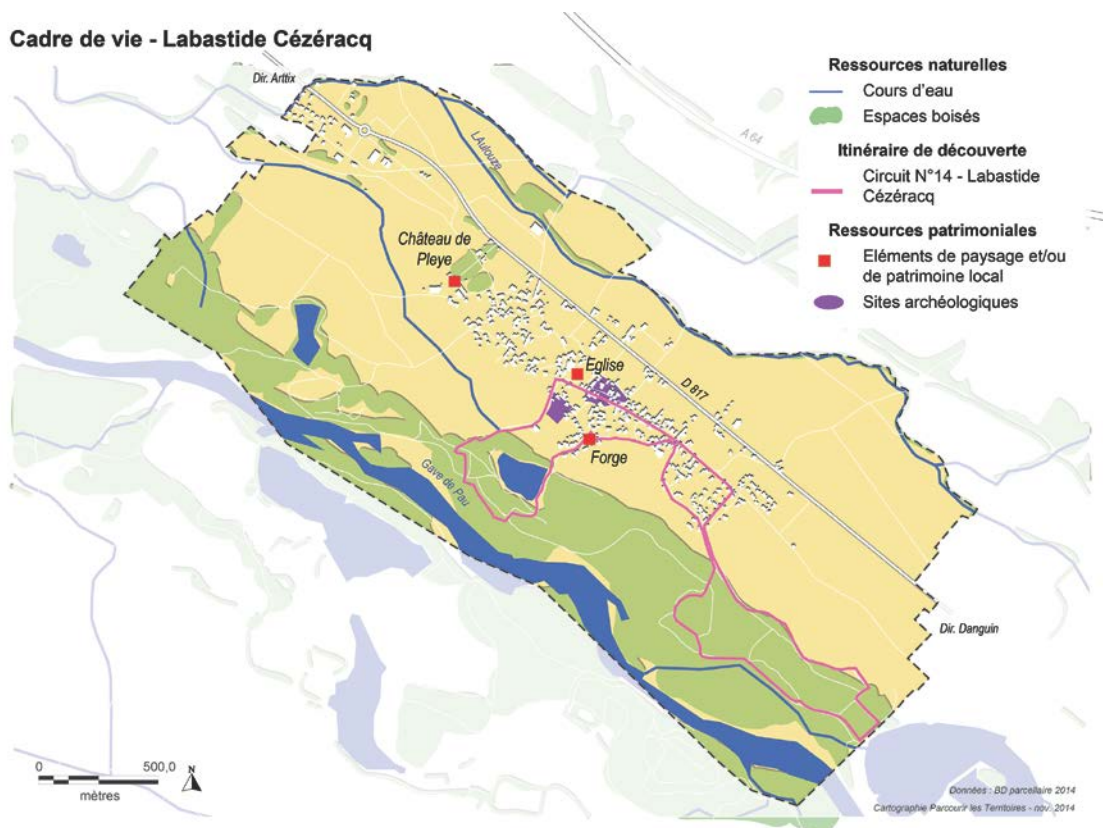 Cadre de vie - Labastide Cézéracq
Dir. Arttix
Ressources naturelles
Cours d'eau
Espaces boisés
Itinéraire de découverte
Circuit N°14 - Labastide
Cézéracq
Ressources patrimoniales
Eléments de paysage et/ou
de patrimoine local
Sites archéologiques
A 64
LAulouze
Château de
Pleye
Eglise
D 817
Forge
Gave de Pau
Dir. Danguin
0 500,0
mètres
N
Données : BD parcellaire 2014
Cartographie Parcourir les Territoires - nov. 2014